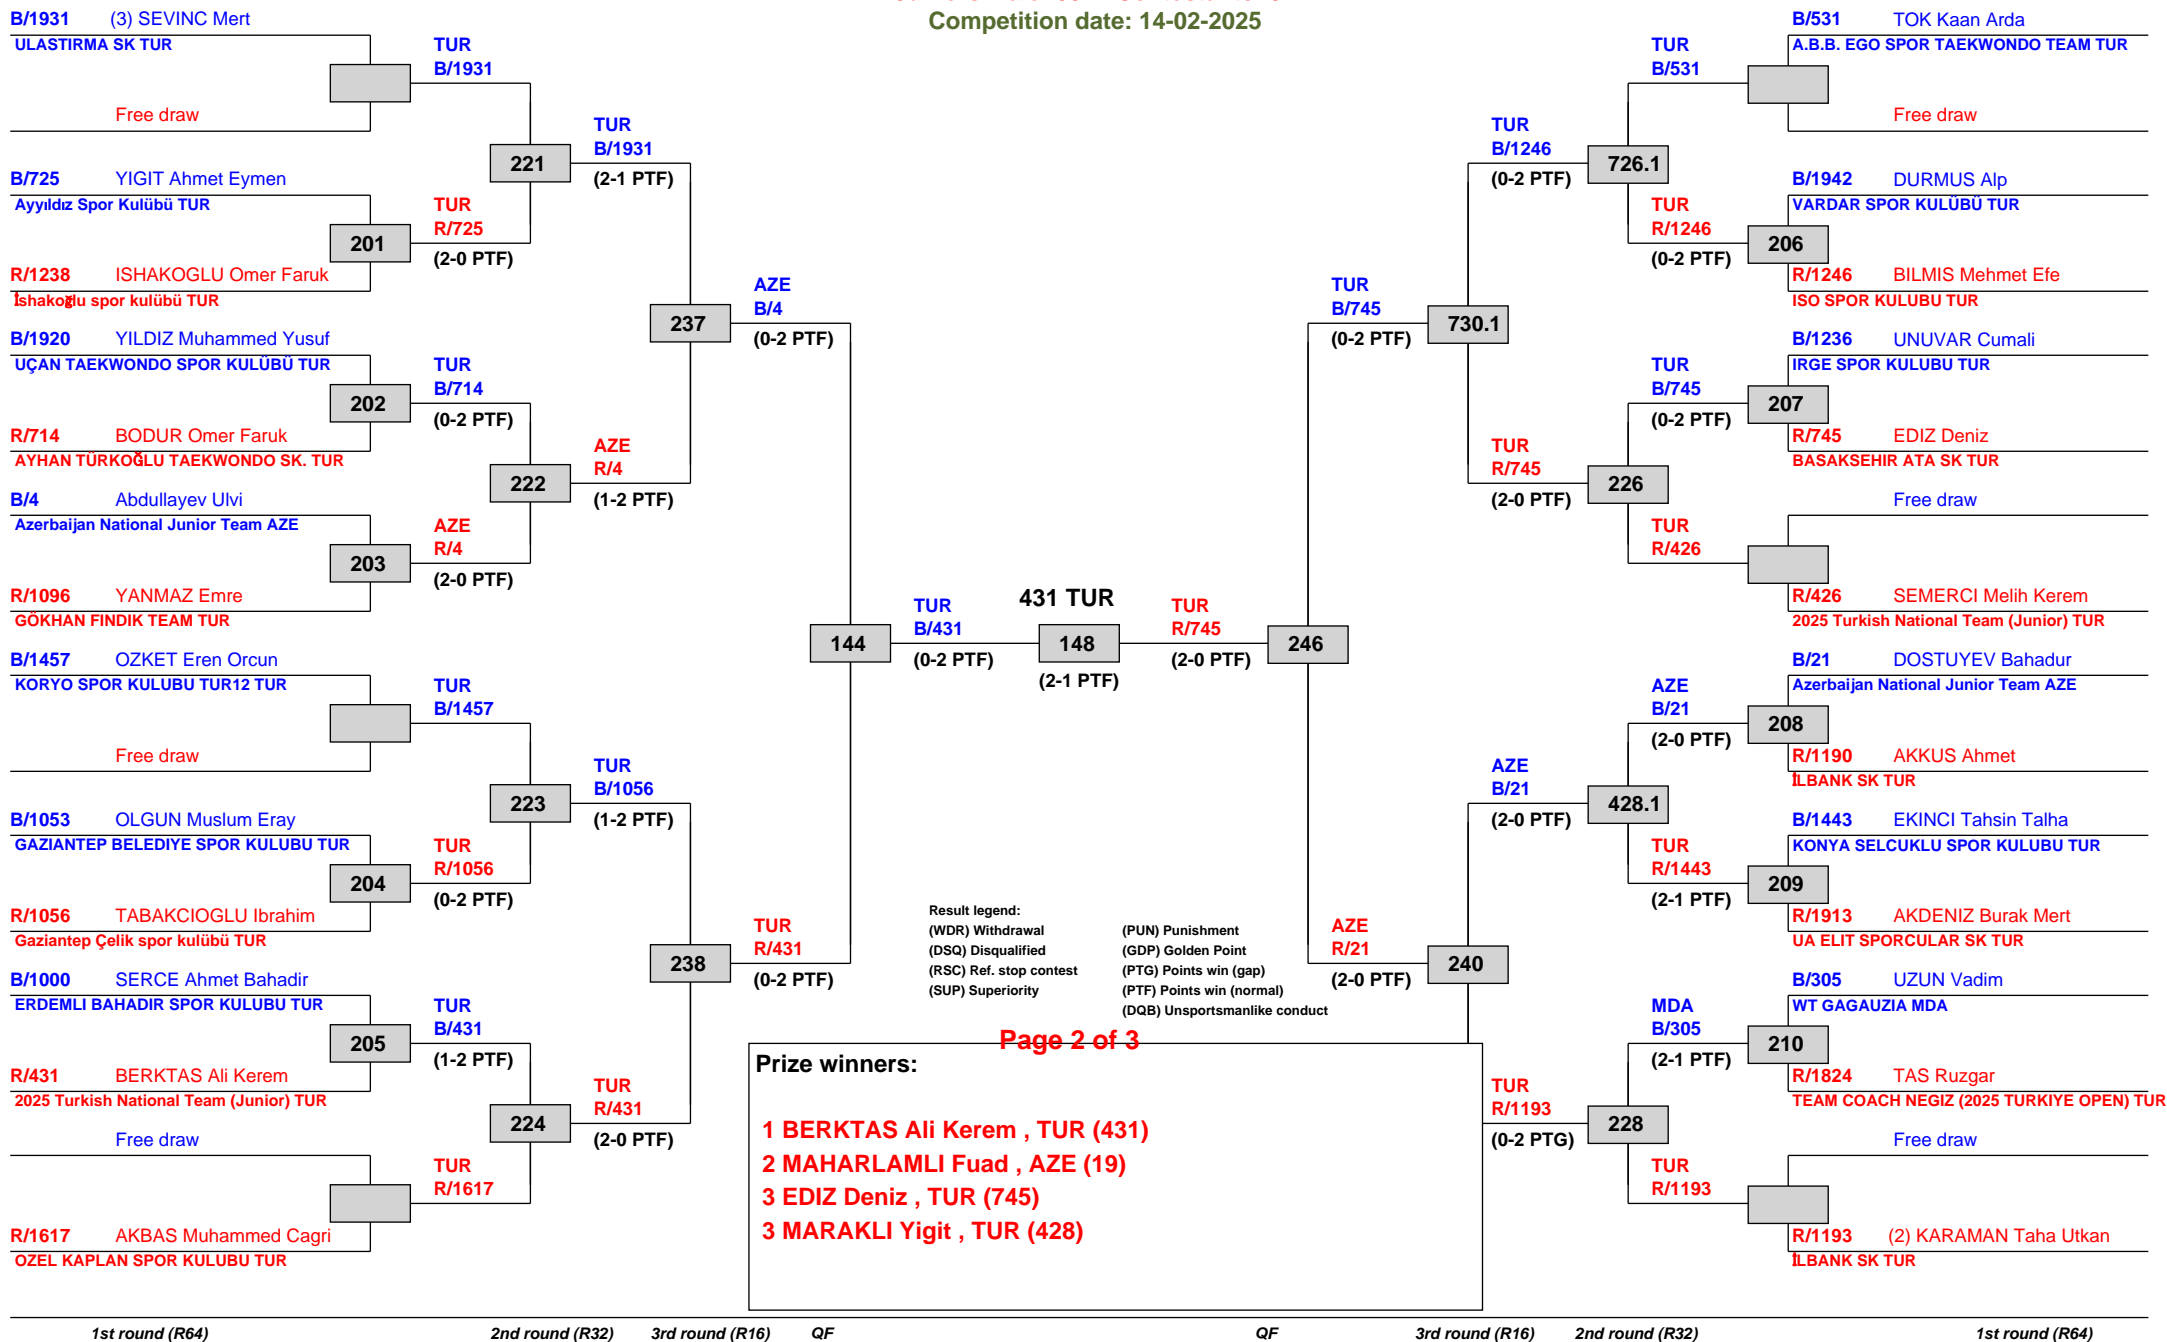 Competition date: 14-02-2025
B/1931 (3) SEVINC Mert
ULASTIRMA SK TUR
TUR
B/1931
Free draw
TUR
B/1931
(2-1 PTF)
221
B/725 YIGIT Ahmet Eymen
Ayyıldız Spor Kulübü TUR
201
TUR
R/725
(2-0 PTF)
R/1238 ISHAKOGLU Omer Faruk
İshakoğlu spor kulübü TUR
237
AZE
B/4
(0-2 PTF)
B/1920 YILDIZ Muhammed Yusuf
UÇAN TAEKWONDO SPOR KULÜBÜ TUR
202
TUR
B/714
(0-2 PTF)
R/714 BODUR Omer Faruk
AYHAN TÜRKOĞLU TAEKWONDO SK. TUR
222
AZE
R/4
(1-2 PTF)
B/4 Abdullayev Ulvi
Azerbaijan National Junior Team AZE
203
AZE
R/4
(2-0 PTF)
R/1096 YANMAZ Emre
GÖKHAN FINDIK TEAM TUR
144
TUR
B/431
(0-2 PTF)
431 TUR
148
(2-1 PTF)
TUR
R/745
(2-0 PTF)
246
B/1457 OZKET Eren Orcun
KORYO SPOR KULUBU TUR12 TUR
TUR
B/1457
Free draw
223
TUR
B/1056
(1-2 PTF)
B/1053 OLGUN Muslum Eray
GAZIANTEP BELEDIYE SPOR KULUBU TUR
204
TUR
R/1056
(0-2 PTF)
R/1056 TABAKCIOGLU Ibrahim
Gaziantep Çelik spor kulübü TUR
238
TUR
R/431
(0-2 PTF)
B/1000 SERCE Ahmet Bahadir
ERDEMLI BAHADIR SPOR KULUBU TUR
205
TUR
B/431
(1-2 PTF)
R/431 BERKTAS Ali Kerem
2025 Turkish National Team (Junior) TUR
224
TUR
R/431
(2-0 PTF)
Free draw
TUR
R/1617
R/1617 AKBAS Muhammed Cagri
OZEL KAPLAN SPOR KULUBU TUR
B/531 TOK Kaan Arda
A.B.B. EGO SPOR TAEKWONDO TEAM TUR
TUR
B/531
Free draw
TUR
B/1246
(0-2 PTF)
726.1
B/1942 DURMUS Alp
VARDAR SPOR KULÜBÜ TUR
TUR
R/1246
(0-2 PTF)
206
R/1246 BILMIS Mehmet Efe
ISO SPOR KULUBU TUR
TUR
B/745
(0-2 PTF)
730.1
B/1236 UNUVAR Cumali
IRGE SPOR KULUBU TUR
TUR
B/745
(0-2 PTF)
207
R/745 EDIZ Deniz
BASAKSEHIR ATA SK TUR
TUR
R/745
(2-0 PTF)
226
Free draw
TUR
R/426
R/426 SEMERCI Melih Kerem
2025 Turkish National Team (Junior) TUR
B/21 DOSTUYEV Bahadur
Azerbaijan National Junior Team AZE
AZE
B/21
(2-0 PTF)
208
R/1190 AKKUS Ahmet
İLBANK SK TUR
AZE
B/21
(2-0 PTF)
428.1
B/1443 EKINCI Tahsin Talha
KONYA SELCUKLU SPOR KULUBU TUR
TUR
R/1443
(2-1 PTF)
209
R/1913 AKDENIZ Burak Mert
UA ELIT SPORCULAR SK TUR
AZE
R/21
(2-0 PTF)
240
B/305 UZUN Vadim
WT GAGAUZIA MDA
MDA
B/305
(2-1 PTF)
210
R/1824 TAS Ruzgar
TEAM COACH NEGIZ (2025 TURKIYE OPEN) TUR
TUR
R/1193
(0-2 PTG)
228
Free draw
TUR
R/1193
R/1193 (2) KARAMAN Taha Utkan
İLBANK SK TUR
Result legend:
(WDR) Withdrawal (PUN) Punishment
(DSQ) Disqualified (GDP) Golden Point
(RSC) Ref. stop contest (PTG) Points win (gap)
(SUP) Superiority (PTF) Points win (normal)
(DQB) Unsportsmanlike conduct
Page 2 of 3
Prize winners:
1 BERKTAS Ali Kerem , TUR (431)
2 MAHARLAMLI Fuad , AZE (19)
3 EDIZ Deniz , TUR (745)
3 MARAKLI Yigit , TUR (428)
1st round (R64) 2nd round (R32) 3rd round (R16) QF QF 3rd round (R16) 2nd round (R32) 1st round (R64)